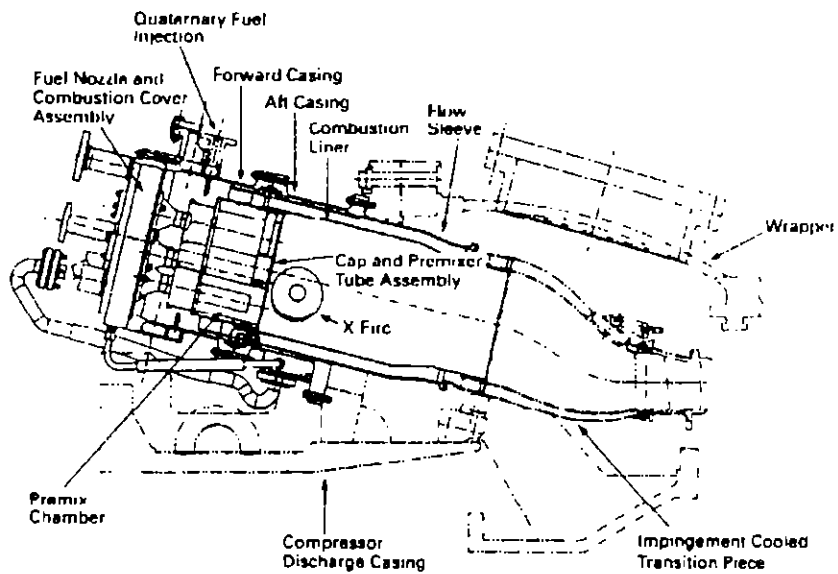 Quaternary Fuel
Injection
Fuel Nozzle and
Combustion Cover
Assembly
Forward Casing
Aft Casing
Combustion
Liner
Flow
Sleeve
Wrapper
Cap and Premixer
Tube Assembly
X Fire
Premix
Chamber
Compressor
Discharge Casing
Impingement Cooled
Transition Piece